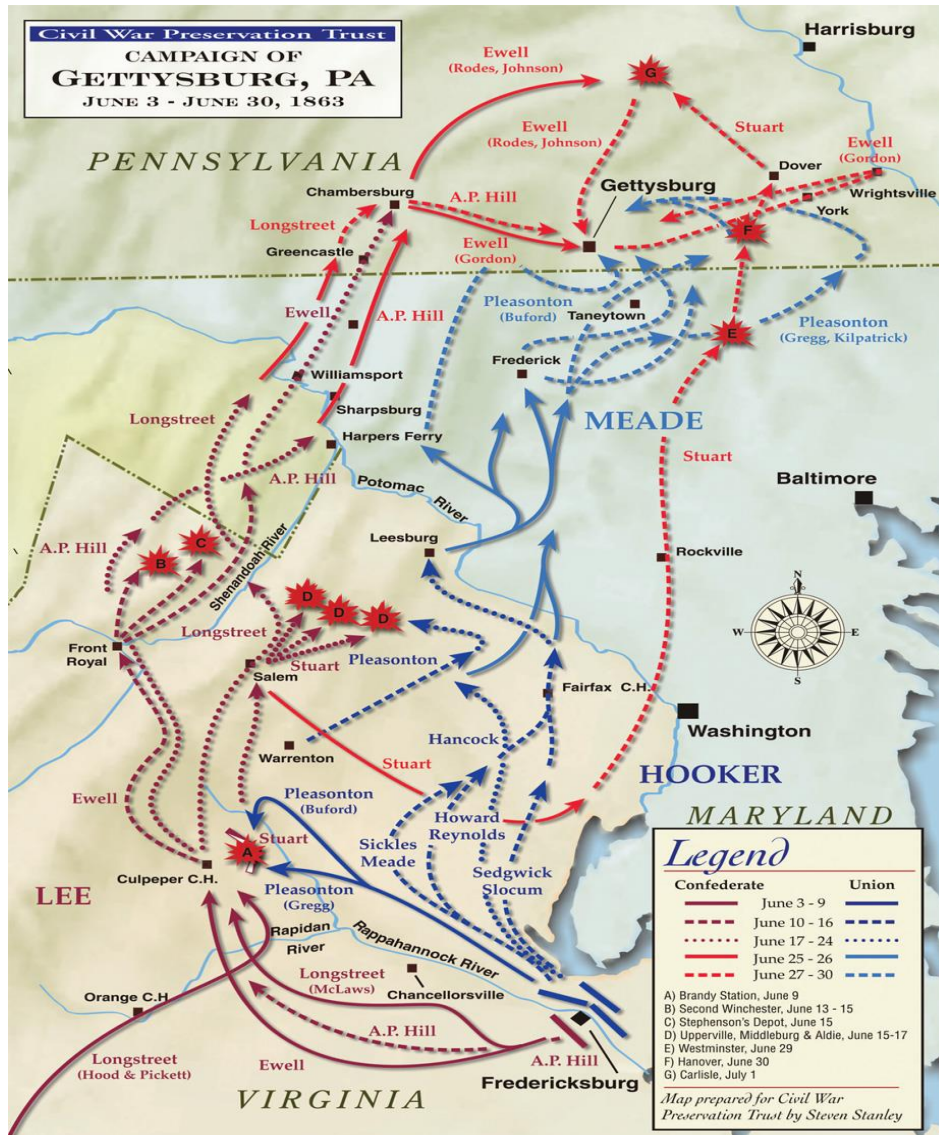 Civil War Preservation Trust
CAMPAIGN OF
GETTYSBURG, PA
JUNE 3 - JUNE 30, 1863
Harrisburg
Ewell
(Rodes, Johnson)
G
Ewell
(Rodes, Johnson)
Stuart
Ewell
(Gordon)
PENNSYLVANIA
Dover
Wrightsville
Chambersburg
A.P. Hill
Gettysburg
York
Longstreet
F
Greencastle
Ewell
(Gordon)
Ewell
A.P. Hill
Pleasonton
(Buford)
Taneytown
E
Pleasonton
(Gregg, Kilpatrick)
Frederick
Williamsport
Longstreet
Sharpsburg
MEADE
Harpers Ferry
Stuart
A.P. Hill
Potomac
River
Baltimore
A.P. Hill
B
C
Shenandoah River
Leesburg
Rockville
N
W
E
S
D
D
D
Longstreet
Front
Royal
Stuart
Pleasonton
Salem
Fairfax C.H.
Washington
Warrenton
Hancock
Stuart
HOOKER
Ewell
Pleasonton
(Buford)
Howard
Reynolds
MARYLAND
Stuart
A
Sickles
Meade
Sedgwick
Slocum
Culpeper C.H.
LEE
Pleasonton
(Gregg)
Rapidan
River
Rappahannock River
Longstreet
(McLaws)
Chancellorsville
Orange C.H
A.P. Hill
Longstreet
(Hood & Pickett)
Ewell
A.P. Hill
Fredericksburg
VIRGINIA
Legend
Confederate Union
June 3 - 9
June 10 - 16
June 17 - 24
June 25 - 26
June 27 - 30
A) Brandy Station, June 9
B) Second Winchester, June 13 - 15
C) Stephenson's Depot, June 15
D) Upperville, Middleburg & Aldie, June 15-17
E) Westminster, June 29
F) Hanover, June 30
G) Carlisle, July 1
Map prepared for Civil War
Preservation Trust by Steven Stanley